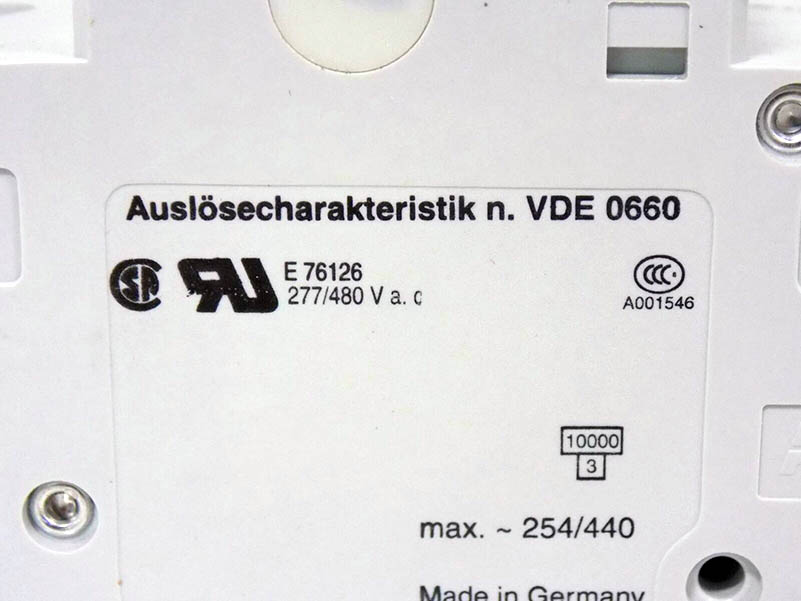 Auslösecharakteristik n. VDE 0660
E 76126
277/480 V a. c
A001546
10000
3
max. ~ 254/440
Made in Germany